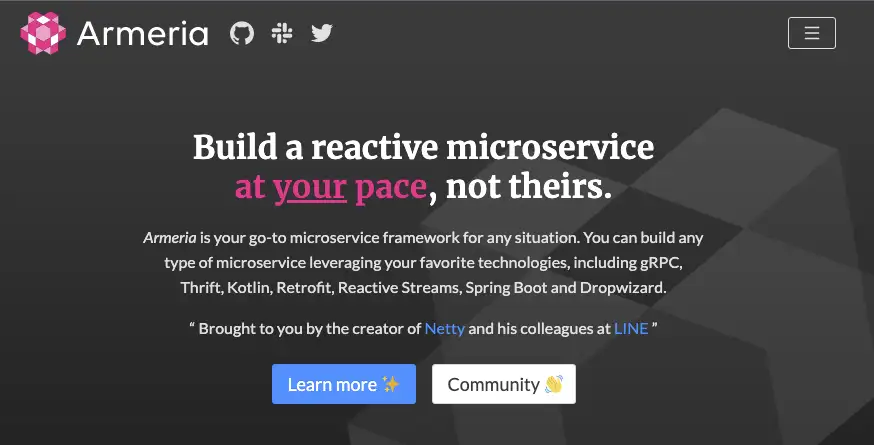 Armeria
Build a reactive microservice
at your pace, not theirs.
Armeria is your go-to microservice framework for any situation. You can build any
type of microservice leveraging your favorite technologies, including gRPC,
Thrift, Kotlin, Retrofit, Reactive Streams, Spring Boot and Dropwizard.
“ Brought to you by the creator of Netty and his colleagues at LINE ”
Learn more ✨ Community 👋